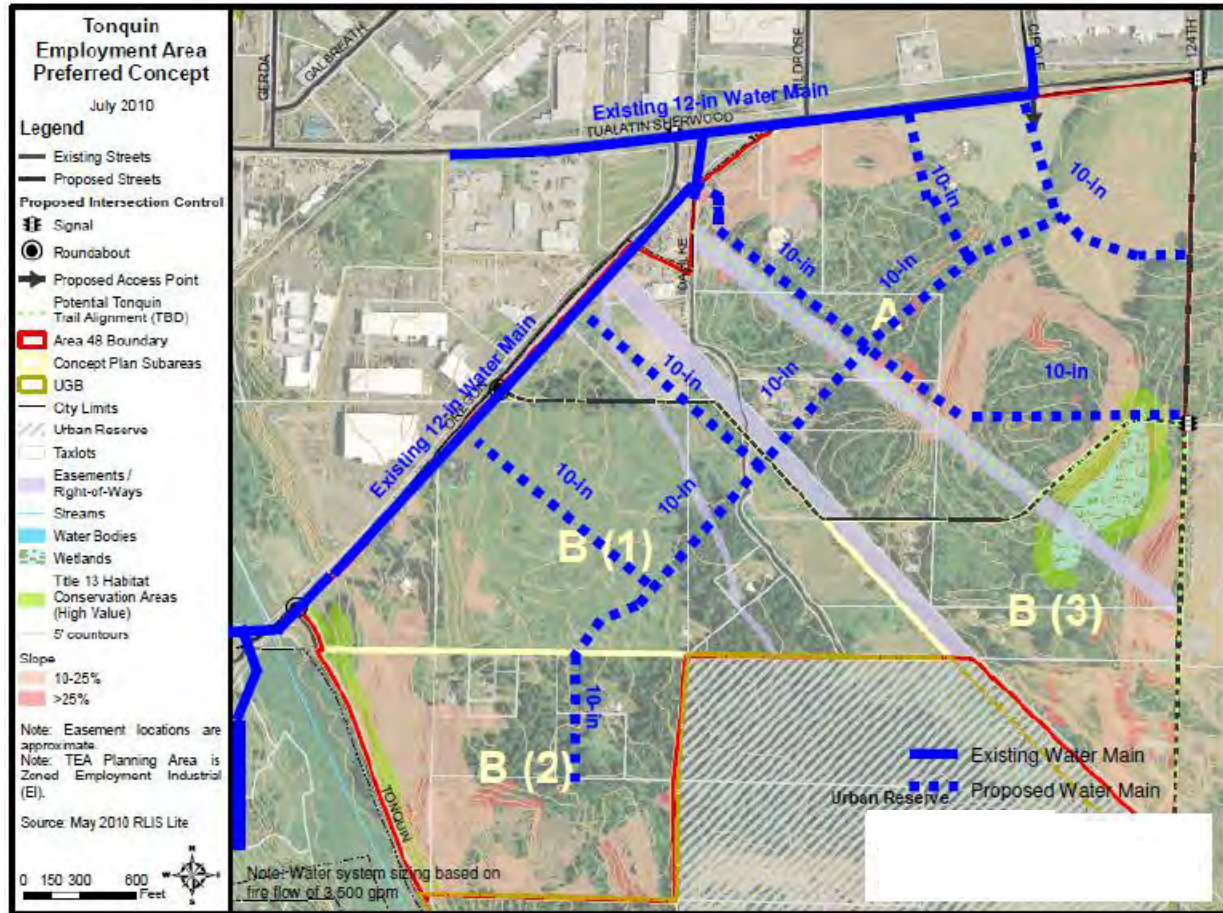 Tonquin
Employment Area
Preferred Concept
July 2010
Legend
Existing Streets
Proposed Streets
Proposed Intersection Control
Signal
Roundabout
Proposed Access Point
Potential Tonquin
Trail Alignment (TBD)
Area 48 Boundary
Concept Plan Subareas
UGB
City Limits
Urban Reserve
Taxlots
Easements /
Right-of-Ways
Streams
Water Bodies
Wetlands
Title 13 Habitat
Conservation Areas
(High Value)
5' countours
Slope
10-25%
>25%
Note: Easement locations are
approximate.
Note: TEA Planning Area is
Zoned Employment Industrial
(EI).
Source: May 2010 RLIS Lite
N
W
E
S
0 150 300 600
Feet
GERDA
GALBREATH
CIPOLE
124TH
Existing 12-in Water Main
TUALATIN SHERWOOD
10-in
10-in
10-in
10-in
A
10-in
10-in
10-in
Existing 12-in Water Main
OREGON
10-in
10-in
B (1)
B (3)
10-in
B (2)
TONQUIN
Existing Water Main
Proposed Water Main
Urban Reserve
Note: Water system sizing based on
fire flow of 3,500 gpm